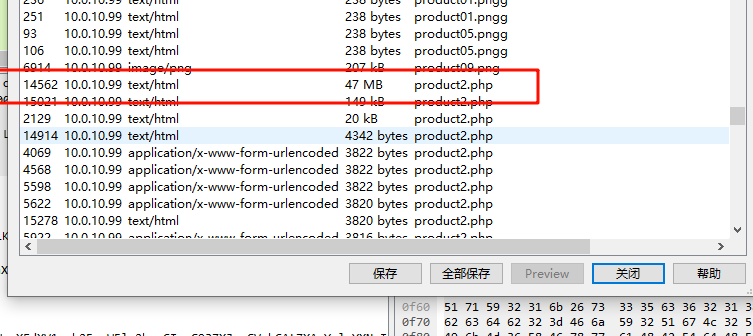 10.0.10.99 text/html 238 bytes product01.pngg
251 10.0.10.99 text/html 238 bytes product01.pngg
93 10.0.10.99 text/html 238 bytes product05.pngg
106 10.0.10.99 text/html 238 bytes product05.pngg
6914 10.0.10.99 image/png 207 kB product09.png
14562 10.0.10.99 text/html 47 MB product2.php
15021 10.0.10.99 text/html 149 kB product2.php
2129 10.0.10.99 text/html 20 kB product2.php
14914 10.0.10.99 text/html 4342 bytes product2.php
4069 10.0.10.99 application/x-www-form-urlencoded 3822 bytes product2.php
4568 10.0.10.99 application/x-www-form-urlencoded 3822 bytes product2.php
5598 10.0.10.99 application/x-www-form-urlencoded 3822 bytes product2.php
5622 10.0.10.99 application/x-www-form-urlencoded 3820 bytes product2.php
15278 10.0.10.99 text/html 3820 bytes product2.php
5922 10.0.10.99 application/x-www-form-urlencoded 3816 bytes product2.php
保存 全部保存 Preview 关闭 帮助
0f60 51 71 59 32 31 6b 26 73 33 35 63 36 32 31 3
0f70 62 63 64 62 32 3d 46 6a 59 32 51 67 4c 32